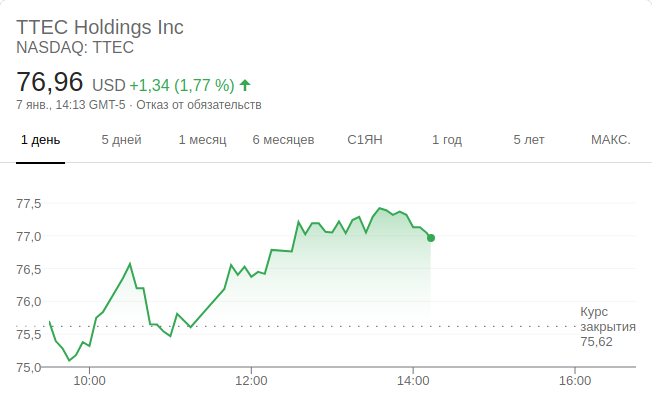 TTEC Holdings Inc
NASDAQ: TTEC
76,96 USD +1,34 (1,77 %)
7 янв., 14:13 GMT-5 · Отказ от обязательств
1 день 5 дней 1 месяц 6 месяцев С1ЯН 1 год 5 лет МАКС.
77,5
77,0
76,5
76,0
75,5
75,0
Курс
закрытия
75,62
10:00 12:00 14:00 16:00